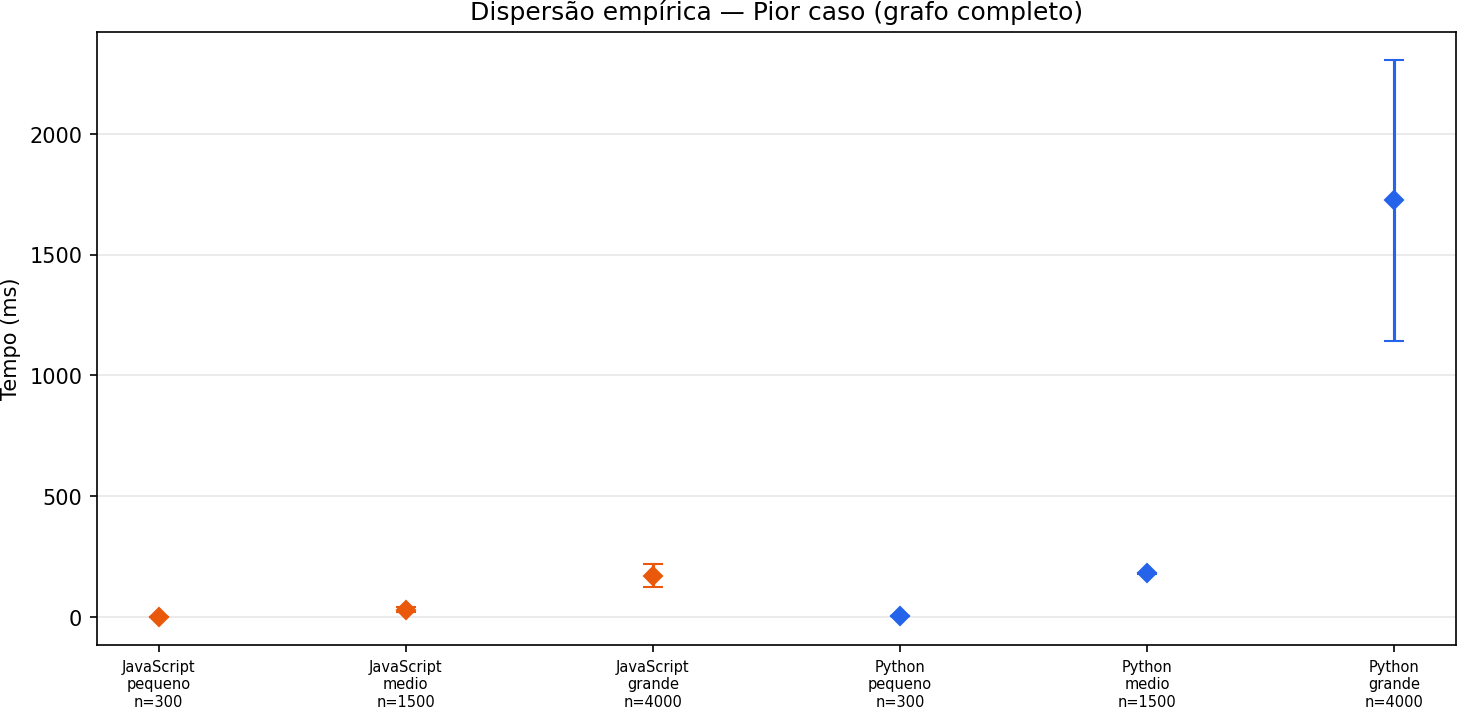 Dispersão empírica — Pior caso (grafo completo)
Tempo (ms)
2000
1500
1000
500
0
JavaScript
pequeno
n=300
JavaScript
medio
n=1500
JavaScript
grande
n=4000
Python
pequeno
n=300
Python
medio
n=1500
Python
grande
n=4000